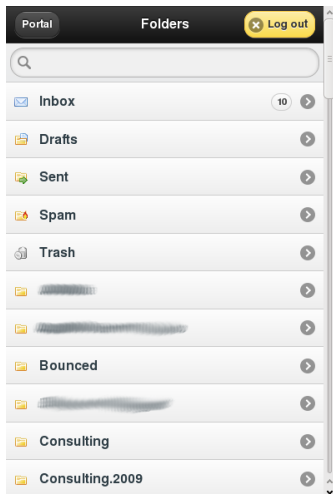 Portal
Folders
Log out
Inbox
10
Drafts
Sent
Spam
Trash
Bounced
Consulting
Consulting.2009